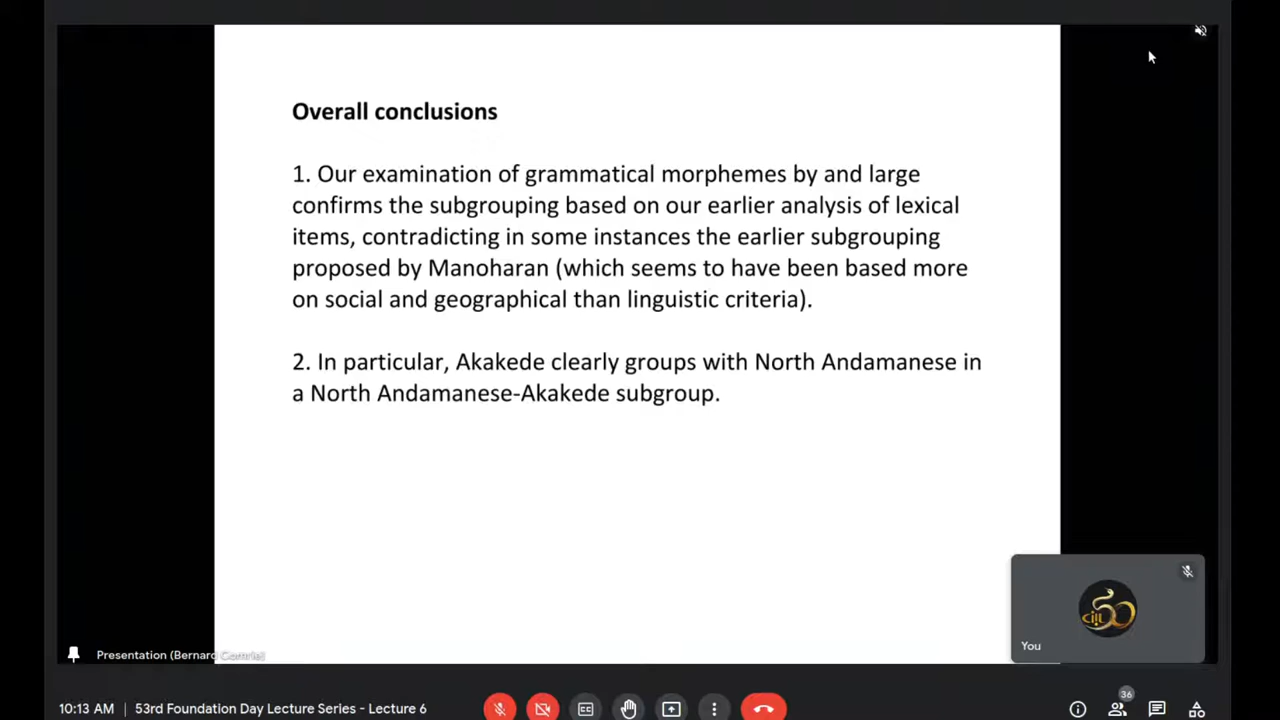 Overall conclusions
1. Our examination of grammatical morphemes by and large
confirms the subgrouping based on our earlier analysis of lexical
items, contradicting in some instances the earlier subgrouping
proposed by Manoharan (which seems to have been based more
on social and geographical than linguistic criteria).
2. In particular, Akakede clearly groups with North Andamanese in
a North Andamanese-Akakede subgroup.
You
Presentation (Bernard Comrie)
10:13 AM | 53rd Foundation Day Lecture Series - Lecture 6
36